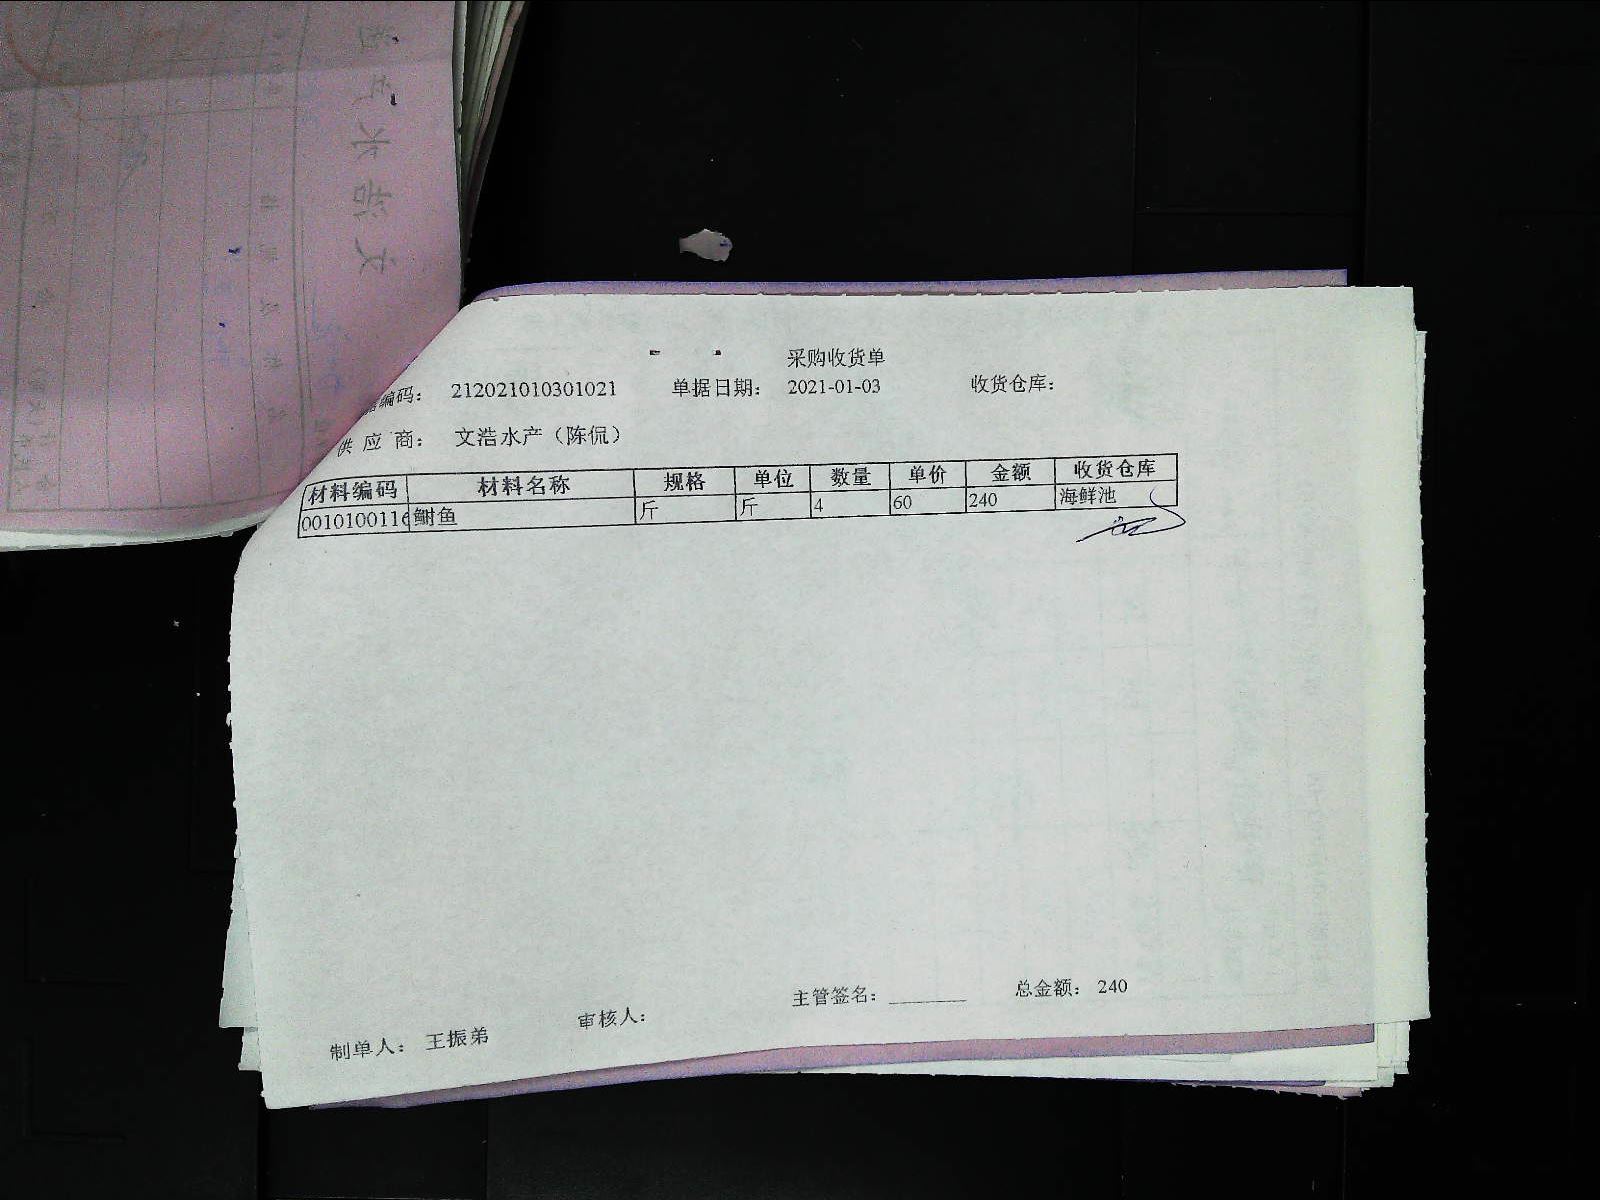 采购收货单
据编码： 212021010301021 单据日期： 2021-01-03 收货仓库：
供 应 商： 文浩水产（陈侃）
材料编码 材料名称 规格 单位 数量 单价 金额 收货仓库
0010100116 鲥鱼 斤 斤 4 60 240 海鲜池
主管签名：________ 总金额： 240
制单人： 王振弟 审核人：